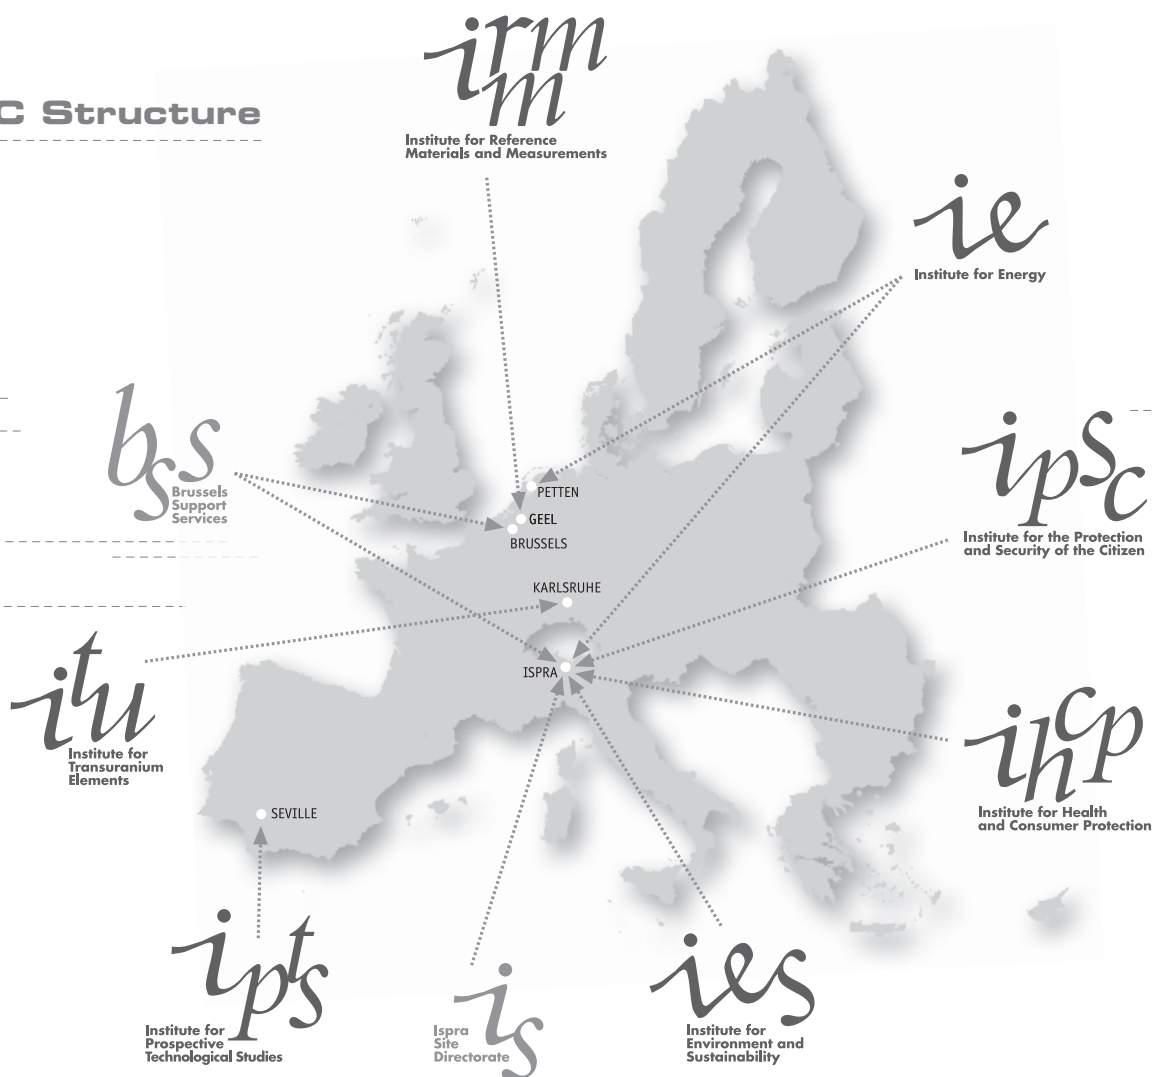 C Structure
irmm
Institute for Reference
Materials and Measurements
ie
Institute for Energy
bss
Brussels
Support
Services
ipsc
Institute for the Protection
and Security of the Citizen
PETTEN
GEEL
BRUSSELS
KARLSRUHE
ISPRA
SEVILLE
itu
Institute for
Transuranium
Elements
ihcp
Institute for Health
and Consumer Protection
ipts
Institute for
Prospective
Technological Studies
is
Ispra
Site
Directorate
ies
Institute for
Environment and
Sustainability